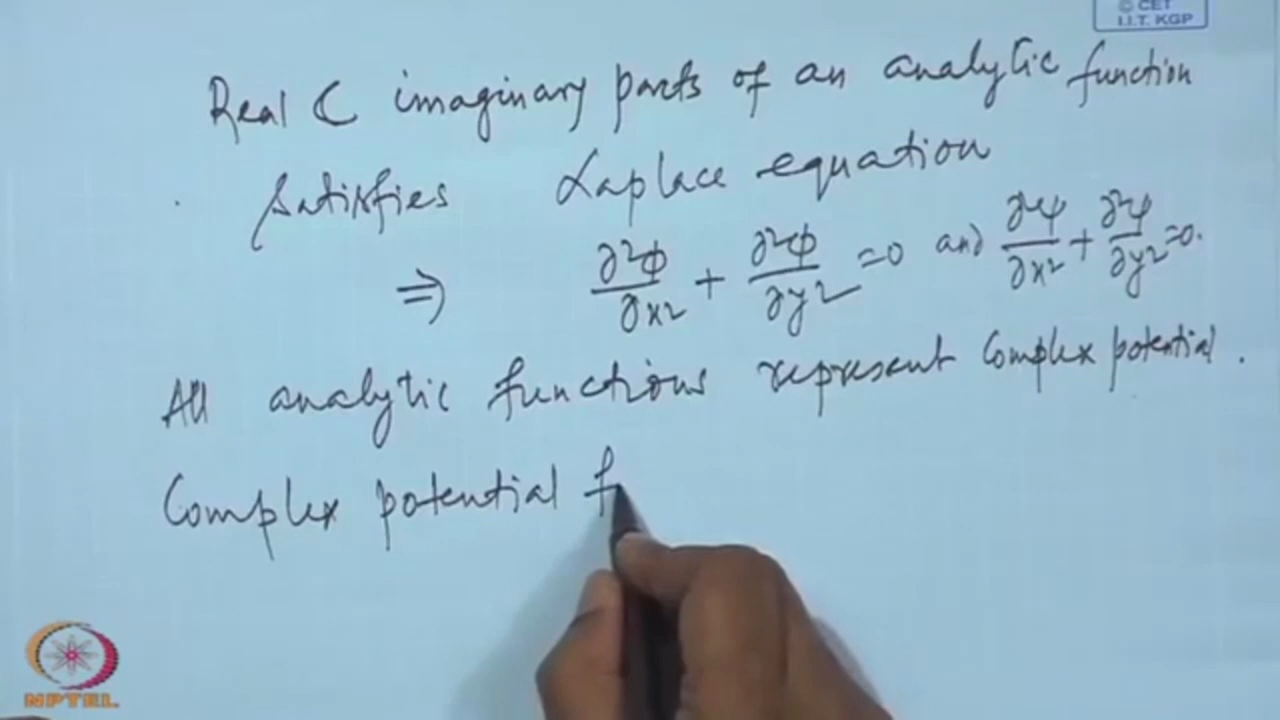 © CET
I.I.T. KGP
Real & imaginary parts of an analytic function
satisfies Laplace equation
⇒ ∂²φ/∂x² + ∂²φ/∂y² = 0 and ∂²ψ/∂x² + ∂²ψ/∂y² = 0.
All analytic functions represent complex potential.
Complex potential f
NPTEL